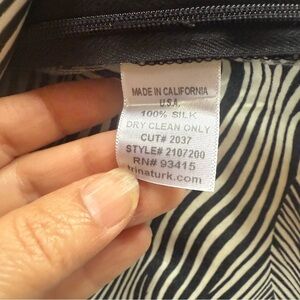 MADE IN CALIFORNIA
U.S.A.
100% SILK
DRY CLEAN ONLY
CUT# 2037
STYLE# 2107200
RN# 93415
trinaturk.com